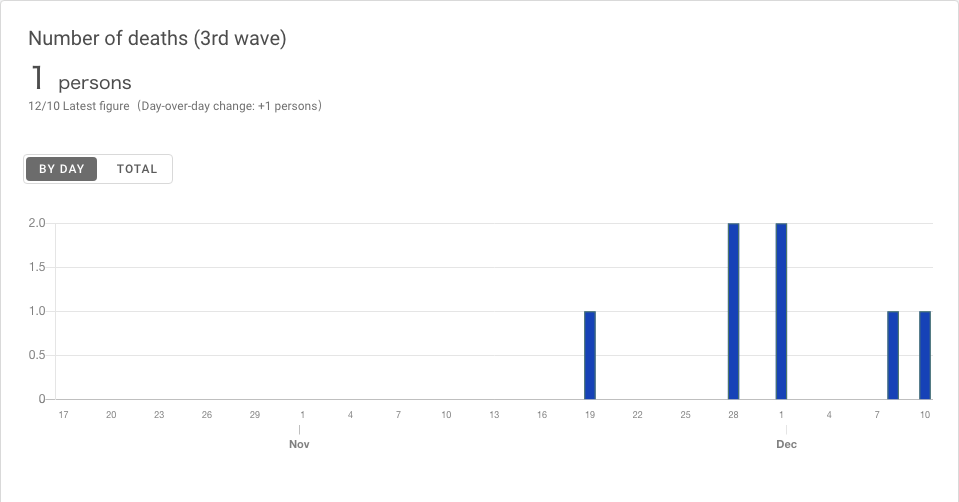 Number of deaths (3rd wave)
1 persons
12/10 Latest figure（Day-over-day change: +1 persons）
BY DAY TOTAL
2.0
1.5
1.0
0.5
0
17 20 23 26 29 1 4 7 10 13 16 19 22 25 28 1 4 7 10
Nov Dec